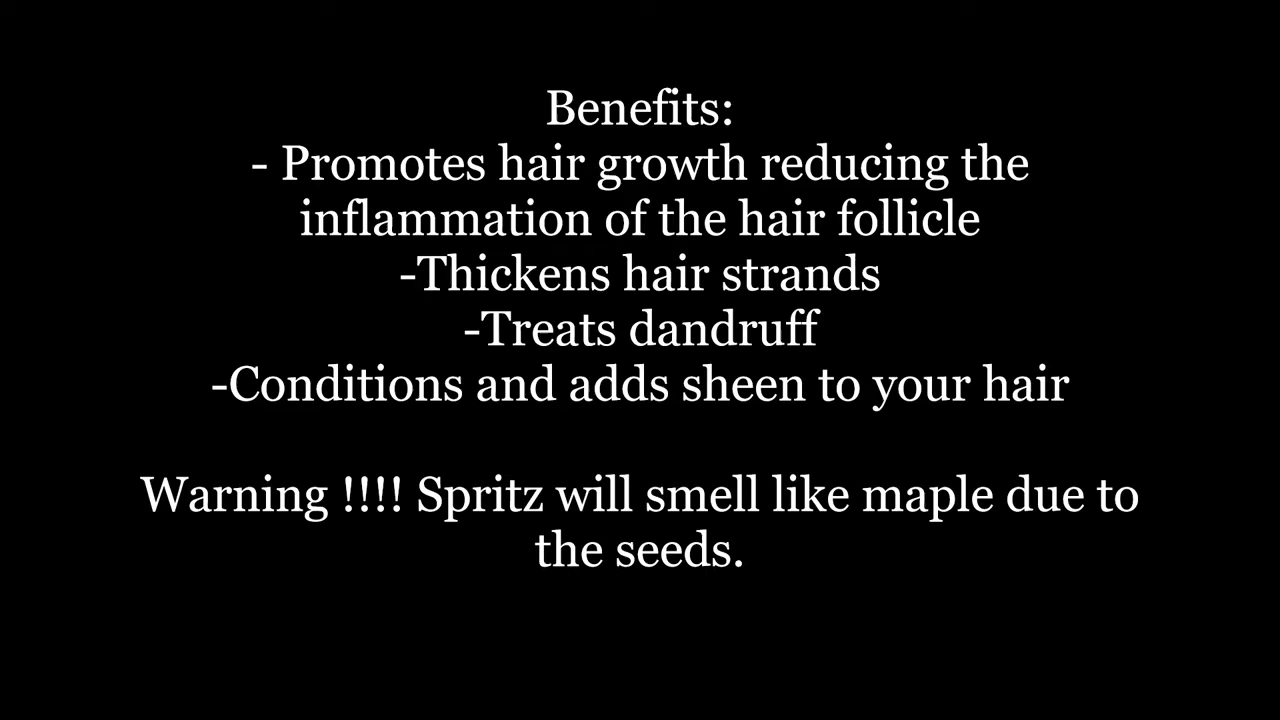 Benefits:
- Promotes hair growth reducing the
inflammation of the hair follicle
-Thickens hair strands
-Treats dandruff
-Conditions and adds sheen to your hair
Warning !!!! Spritz will smell like maple due to
the seeds.